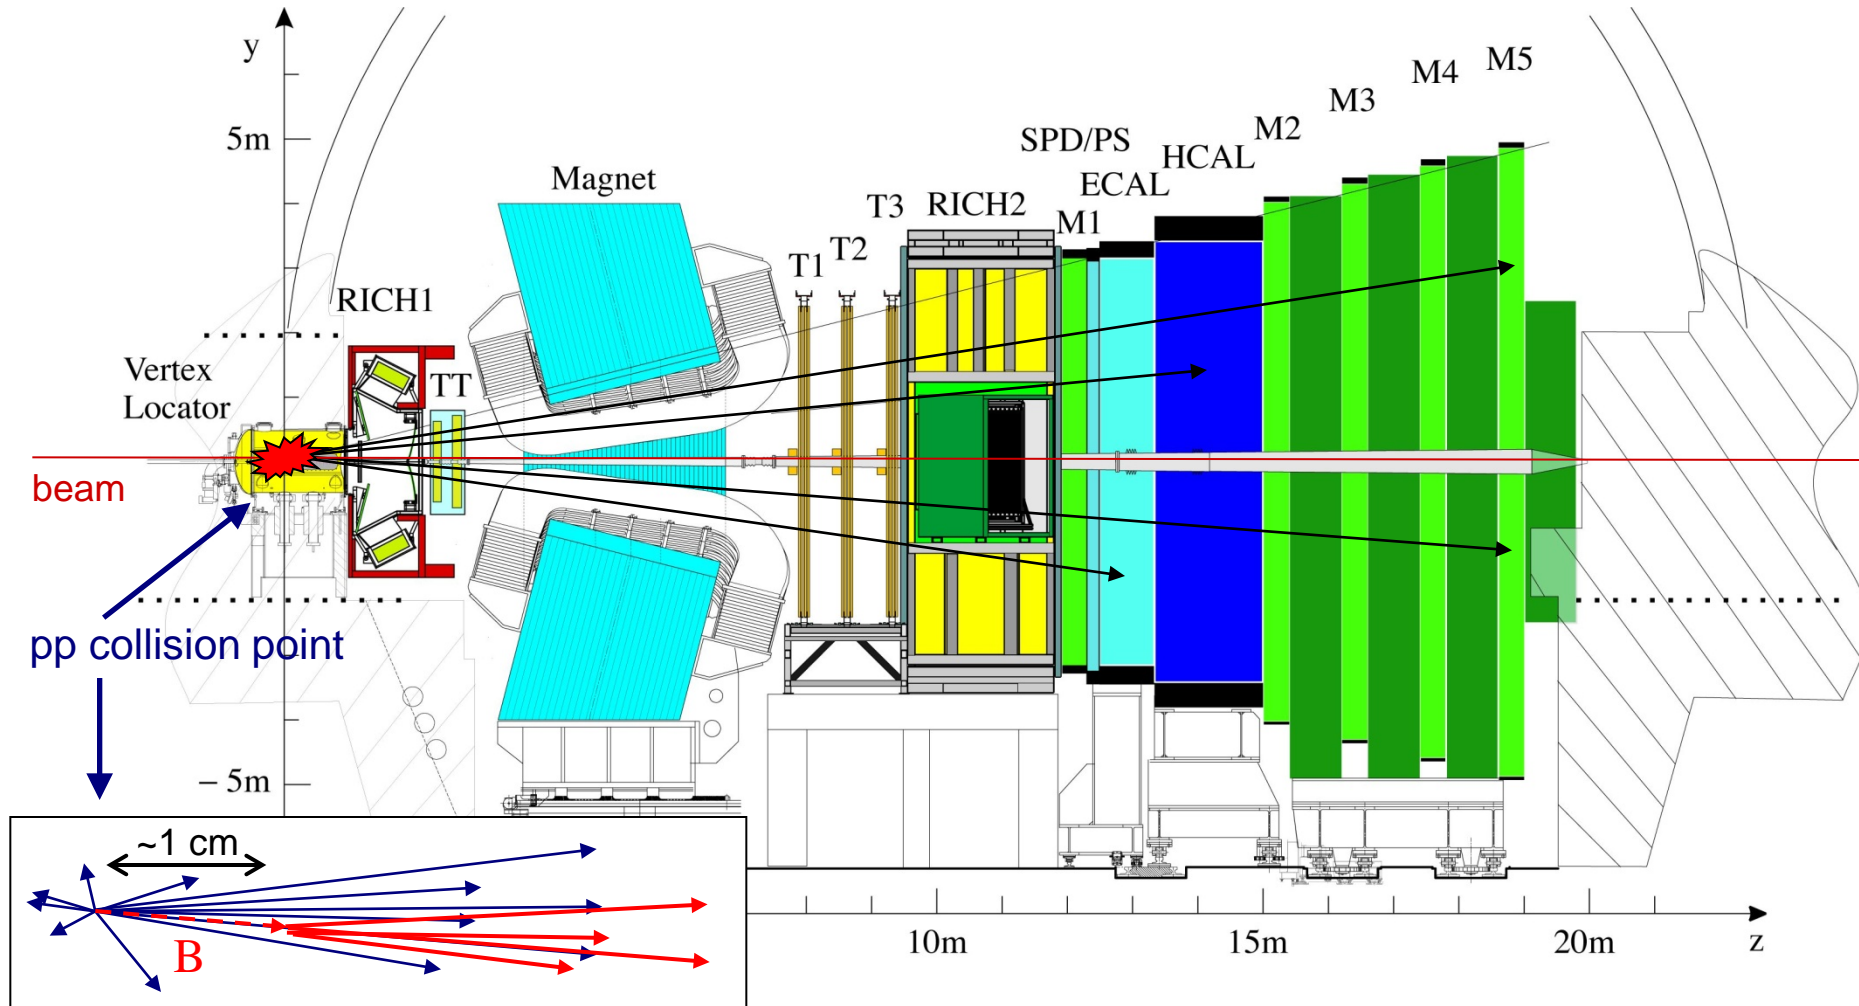 y
5m
Magnet
RICH1
Vertex
Locator
TT
T1
T2
T3
RICH2
M1
SPD/PS
ECAL
HCAL
M2
M3
M4
M5
beam
pp collision point
− 5m
~1 cm
B
10m
15m
20m
z